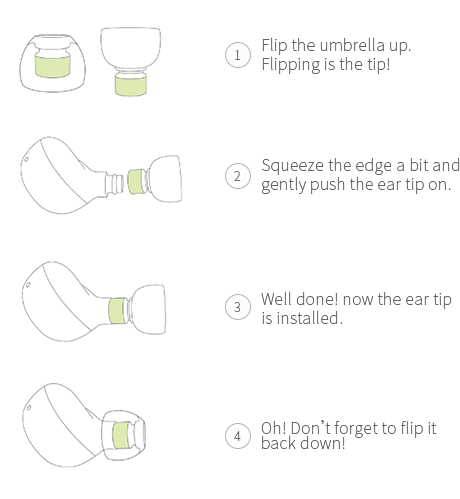 1 Flip the umbrella up.
Flipping is the tip!
2 Squeeze the edge a bit and
gently push the ear tip on.
3 Well done! now the ear tip
is installed.
4 Oh! Don't forget to flip it
back down!